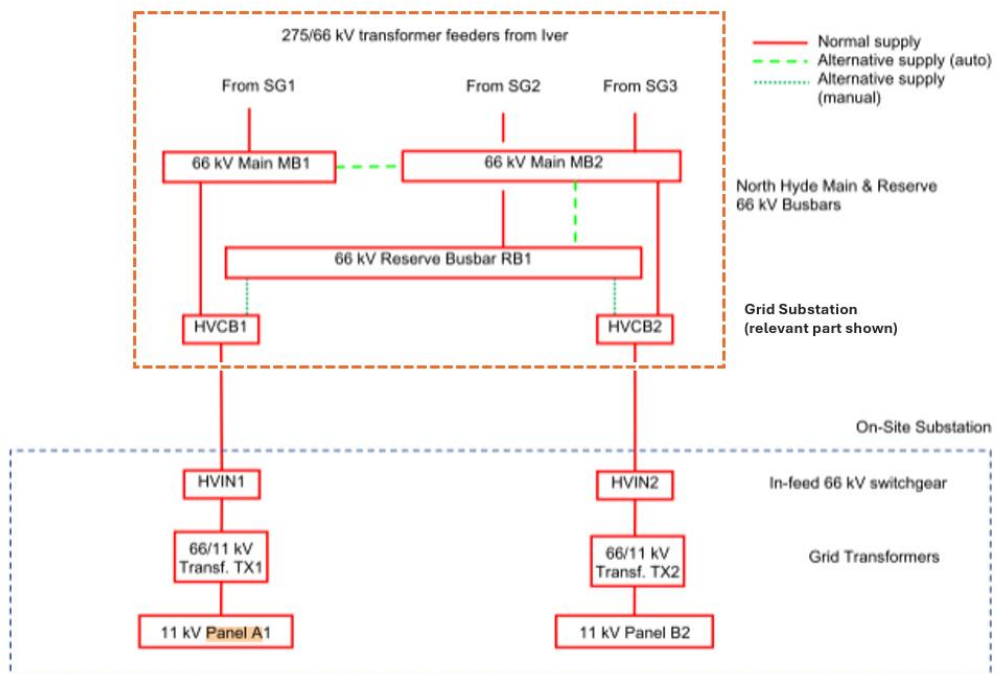 275/66 kV transformer feeders from Iver
Normal supply
Alternative supply (auto)
Alternative supply
(manual)
From SG1
From SG2
From SG3
66 kV Main MB1
66 kV Main MB2
North Hyde Main & Reserve
66 kV Busbars
66 kV Reserve Busbar RB1
Grid Substation
(relevant part shown)
HVCB1
HVCB2
On-Site Substation
HVIN1
HVIN2
In-feed 66 kV switchgear
66/11 kV
Transf. TX1
66/11 kV
Transf. TX2
Grid Transformers
11 kV Panel A1
11 kV Panel B2